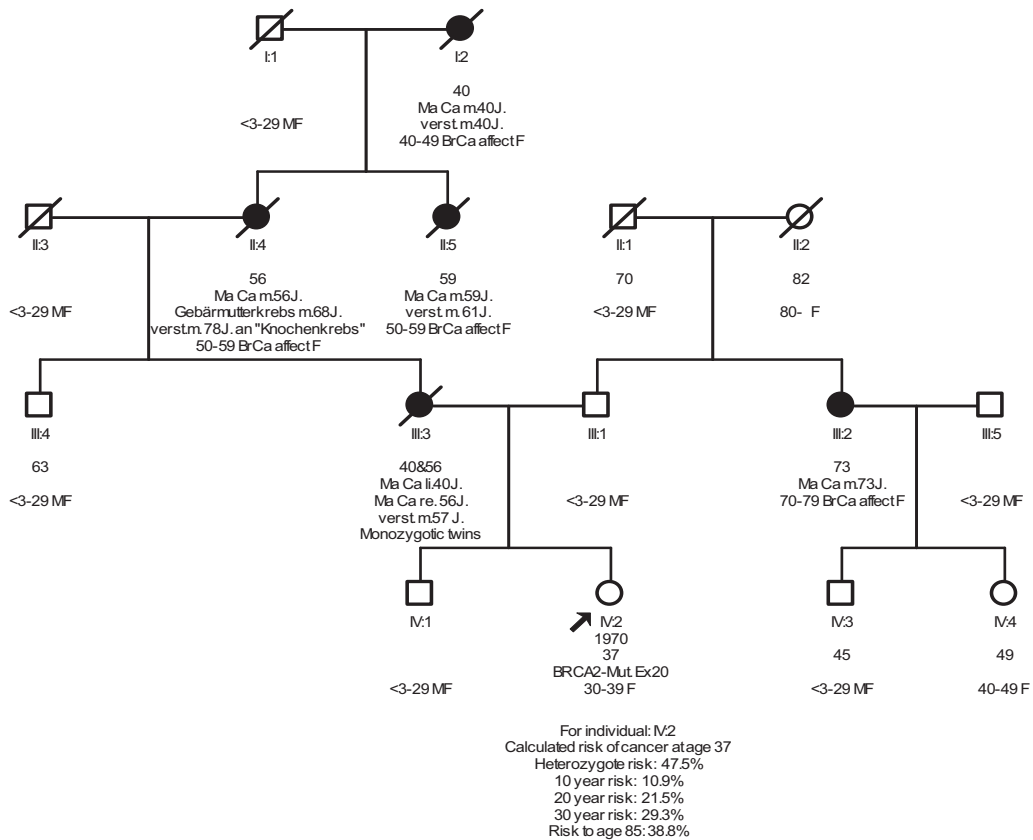 I:1
I:2
40
Ma Ca m.40J.
verst.m.40J.
<3-29 MF
40-49 BrCa affect F
II:3
II:4
II:5
II:1
II:2
56
59
70
82
Ma Ca m.56J.
Ma Ca m.59J.
<3-29 MF
Gebärmutterkrebs m.68J.
verst.m.61J.
<3-29 MF
80- F
verst.m.78J. an "Knochenkrebs"
50-59 BrCa affect F
50-59 BrCa affect F
III:4
III:3
III:1
III:2
III:5
63
40&56
73
Ma Ca li.40J.
Ma Ca m.73J.
<3-29 MF
Ma Ca re. 56J.
<3-29 MF
70-79 BrCa affect F
<3-29 MF
verst.m.57 J.
Monozygotic twins
IV:1
IV:2
IV:3
IV:4
1970
37
45
49
BRCA2-Mut. Ex20
<3-29 MF
30-39 F
<3-29 MF
40-49 F
For individual: IV:2
Calculated risk of cancer at age 37
Heterozygote risk: 47.5%
10 year risk: 10.9%
20 year risk: 21.5%
30 year risk: 29.3%
Risk to age 85: 38.8%